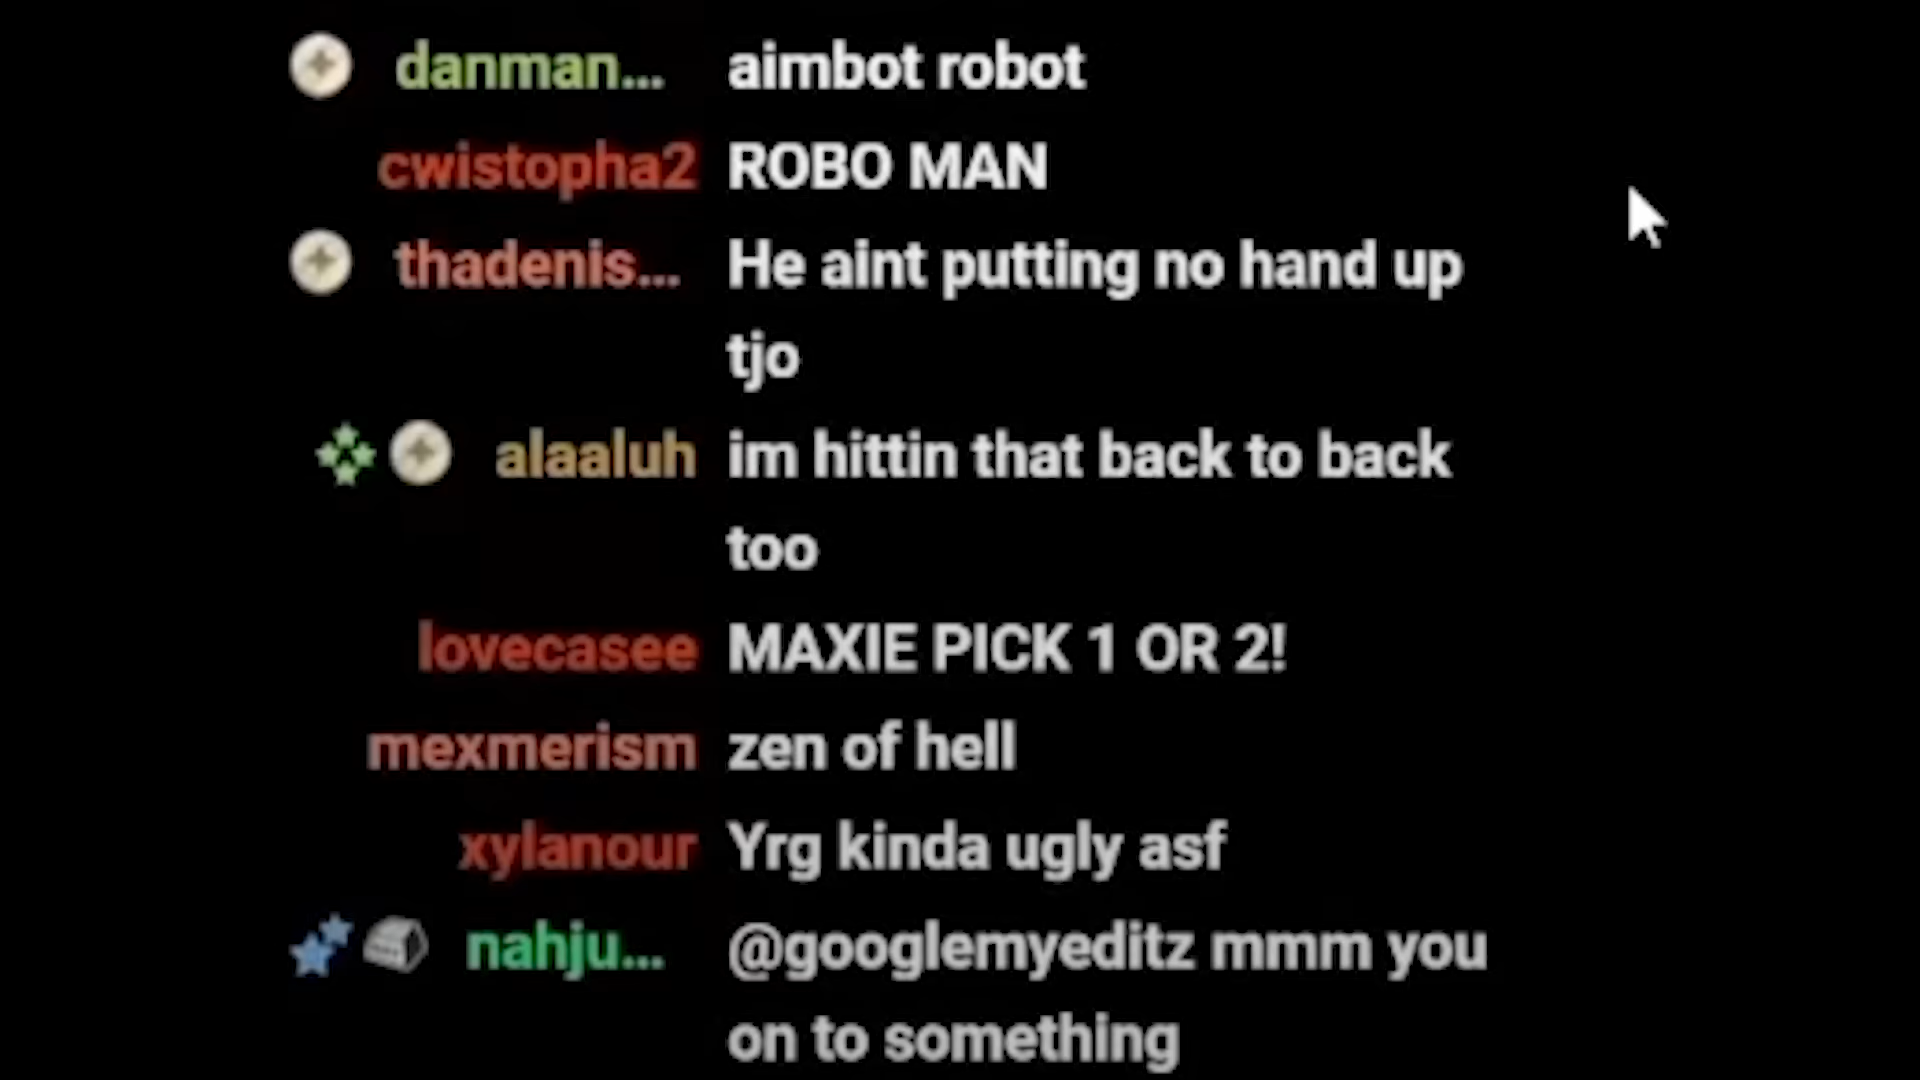 danman... aimbot robot
cwistopha2 ROBO MAN
thadenis... He aint putting no hand up
tjo
alaaluh im hittin that back to back
too
lovecasee MAXIE PICK 1 OR 2!
mexmerism zen of hell
xylanour Yrg kinda ugly asf
nahju... @googlemyeditz mmm you
on to something